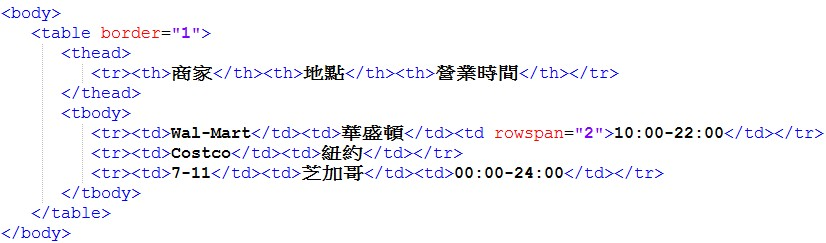 <body>
<table border="1">
<thead>
<tr><th>商家</th><th>地點</th><th>營業時間</th></tr>
</thead>
<tbody>
<tr><td>Wal-Mart</td><td>華盛頓</td><td rowspan="2">10:00-22:00</td></tr>
<tr><td>Costco</td><td>紐約</td></tr>
<tr><td>7-11</td><td>芝加哥</td><td>00:00-24:00</td></tr>
</tbody>
</table>
</body>